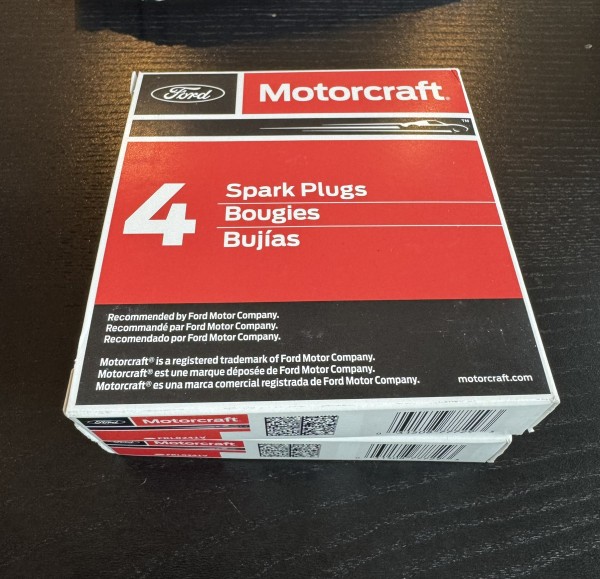 Ford
Motorcraft®
TM
4
Spark Plugs
Bougies
Bujías
Recommended by Ford Motor Company.
Recommandé par Ford Motor Company.
Recomendado por Ford Motor Company.
Motorcraft® is a registered trademark of Ford Motor Company.
Motorcraft® est une marque déposée de Ford Motor Company.
Motorcraft® es una marca comercial registrada de Ford Motor Company.
motorcraft.com
Ford Motorcraft
Ford Motorcraft